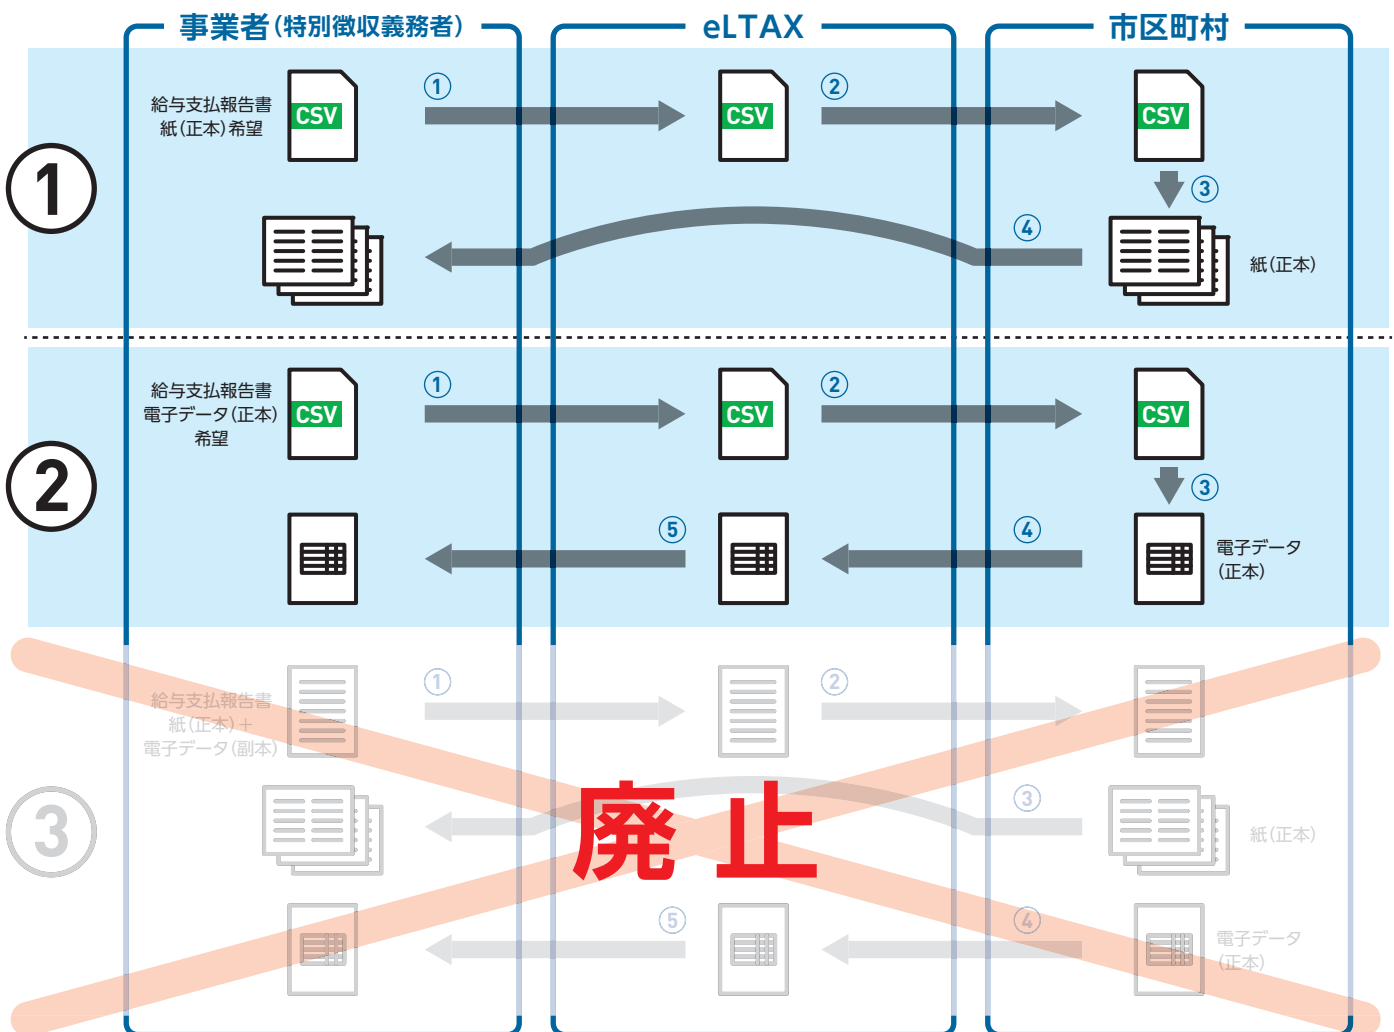 事業者(特別徴収義務者)
eLTAX
市区町村
①
給与支払報告書
紙(正本)希望
CSV
①
CSV
②
CSV
③
④
紙(正本)
②
給与支払報告書
電子データ(正本)
希望
CSV
①
CSV
②
CSV
③
⑤
④
電子データ
(正本)
③
給与支払報告書
紙(正本)+
電子データ(副本)
①
②
③
紙(正本)
廃止
⑤
④
電子データ
(正本)